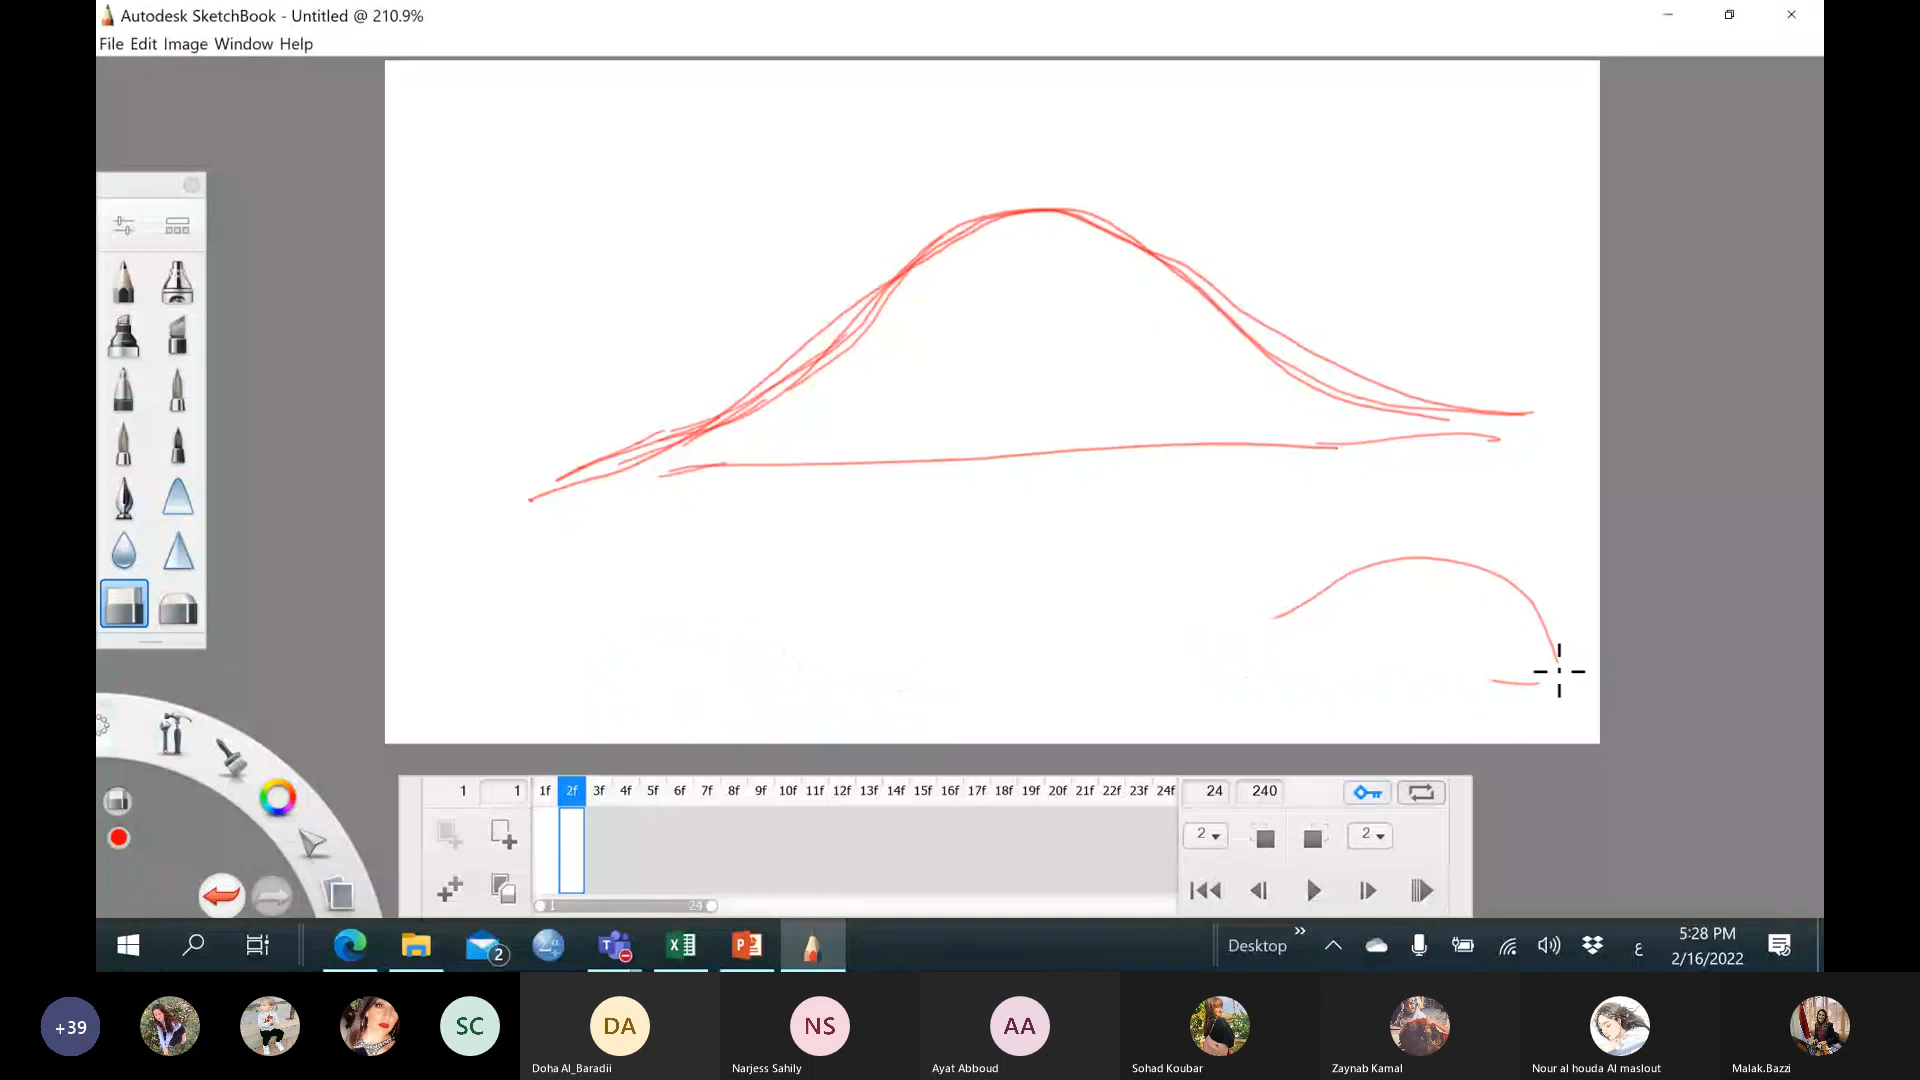 Autodesk SketchBook - Untitled @ 210.9%
File Edit Image Window Help
1 1 1f 2f 3f 4f 5f 6f 7f 8f 9f 10f 11f 12f 13f 14f 15f 16f 17f 18f 19f 20f 21f 22f 23f 24f 24 240
2 2
1 24
2 Desktop ع 5:28 PM
2/16/2022
+39 SC DA NS AA
Doha Al_Baradii Narjess Sahily Ayat Abboud Sohad Koubar Zaynab Kamal Nour al houda Al maslout Malak.Bazzi